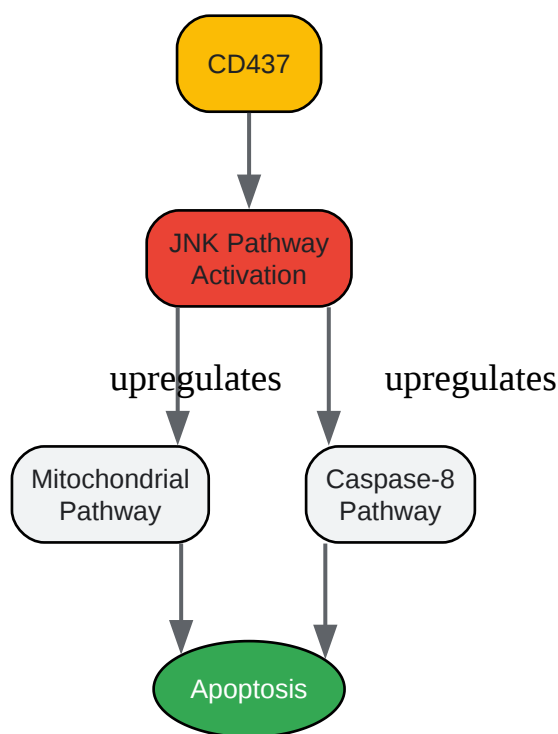 CD437
JNK Pathway
Activation
upregulates
upregulates
Mitochondrial
Pathway
Caspase-8
Pathway
Apoptosis